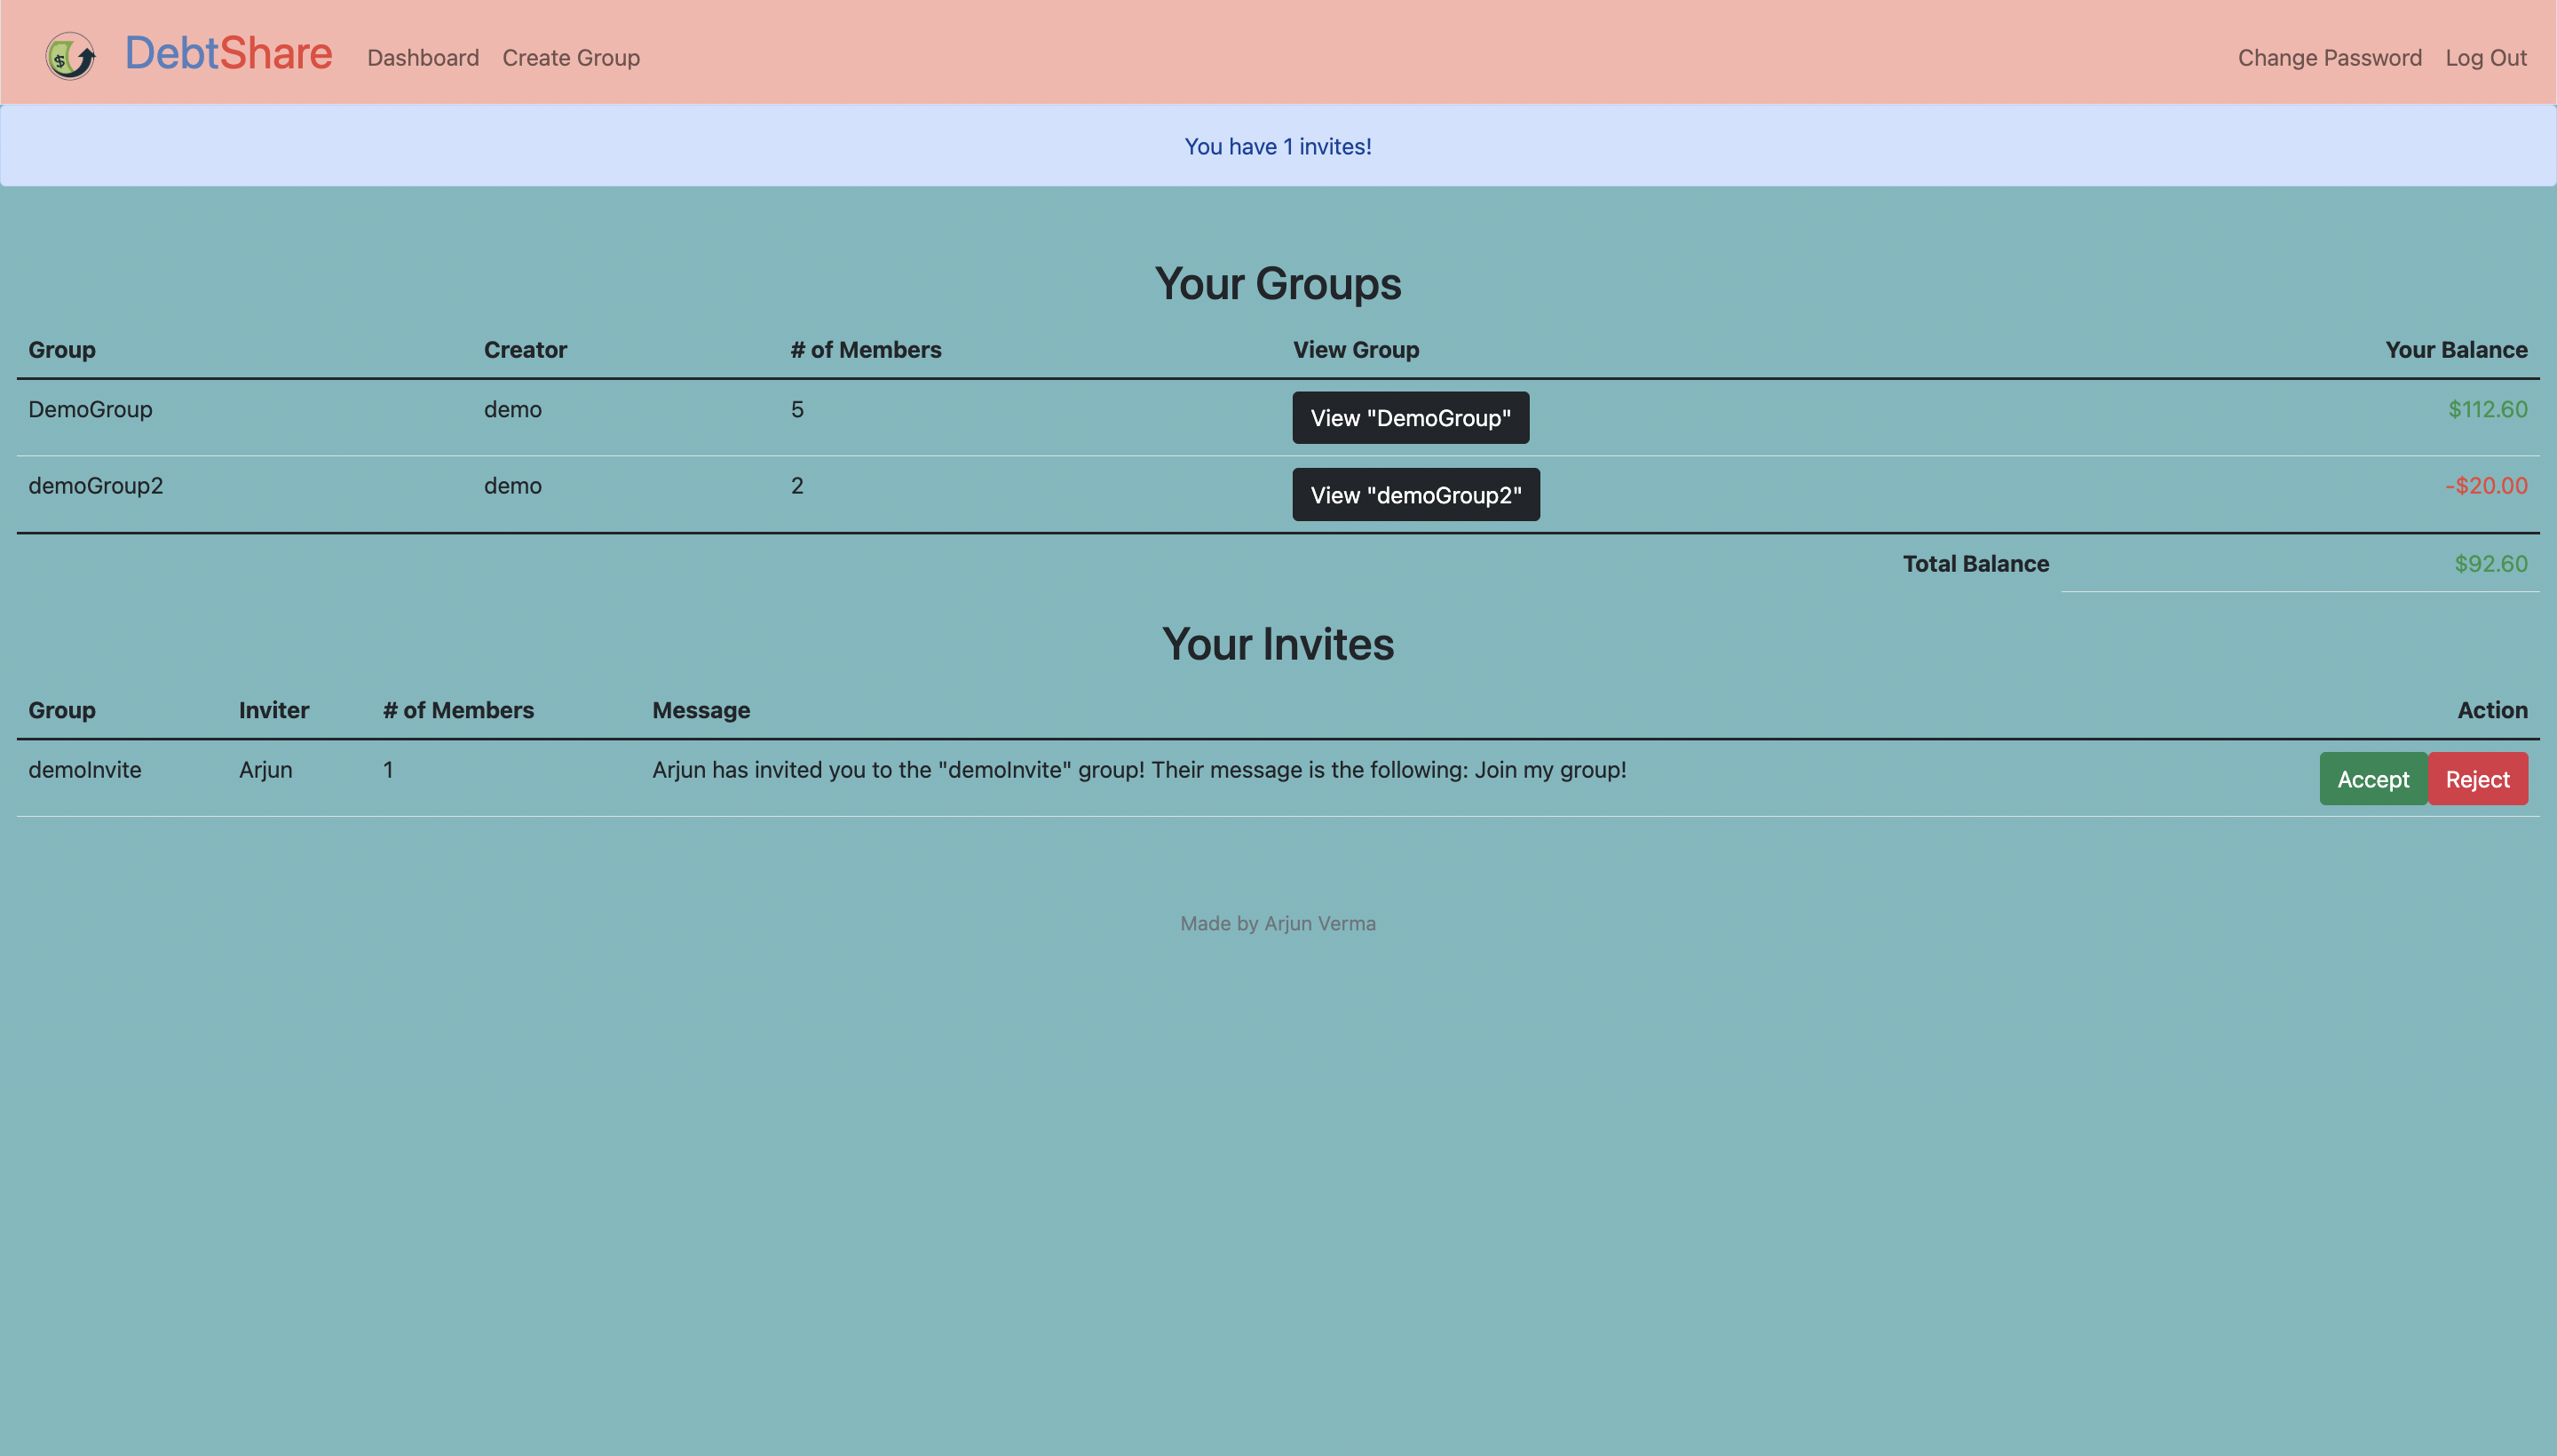 $ DebtShare Dashboard Create Group Change Password Log Out
You have 1 invites!
Your Groups
Group Creator # of Members View Group Your Balance
DemoGroup demo 5 View "DemoGroup" $112.60
demoGroup2 demo 2 View "demoGroup2" -$20.00
Total Balance $92.60
Your Invites
Group Inviter # of Members Message Action
demoInvite Arjun 1 Arjun has invited you to the "demoInvite" group! Their message is the following: Join my group! Accept Reject
Made by Arjun Verma